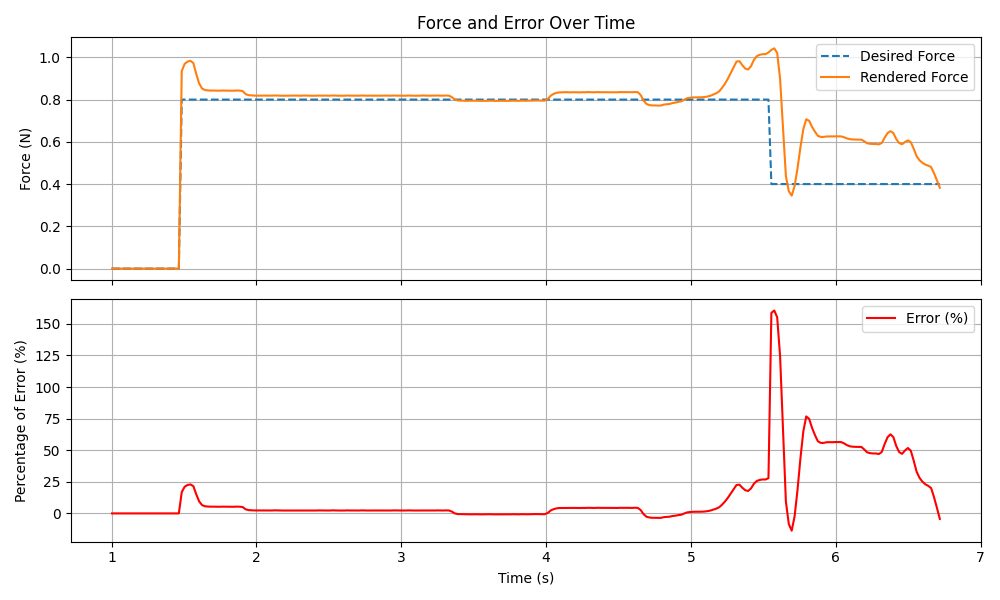 Force and Error Over Time
Force (N)
1.0
0.8
0.6
0.4
0.2
0.0
Desired Force
Rendered Force
Percentage of Error (%)
150
125
100
75
50
25
0
Error (%)
1 2 3 4 5 6 7
Time (s)